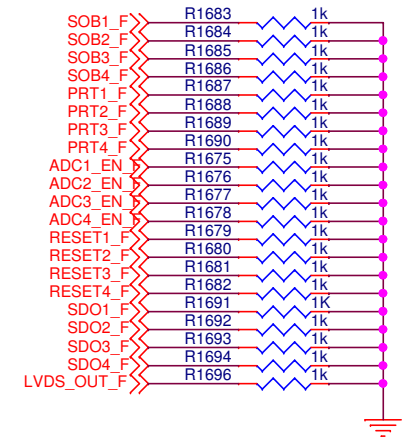 SOB1_F R1683 1k
SOB2_F R1684 1k
SOB3_F R1685 1k
SOB4_F R1686 1k
PRT1_F R1687 1k
PRT2_F R1688 1k
PRT3_F R1689 1k
PRT4_F R1690 1k
ADC1_EN_F R1675 1k
ADC2_EN_F R1676 1k
ADC3_EN_F R1677 1k
ADC4_EN_F R1678 1k
RESET1_F R1679 1k
RESET2_F R1680 1k
RESET3_F R1681 1k
RESET4_F R1682 1k
SDO1_F R1691 1K
SDO2_F R1692 1k
SDO3_F R1693 1k
SDO4_F R1694 1k
LVDS_OUT_F R1696 1k